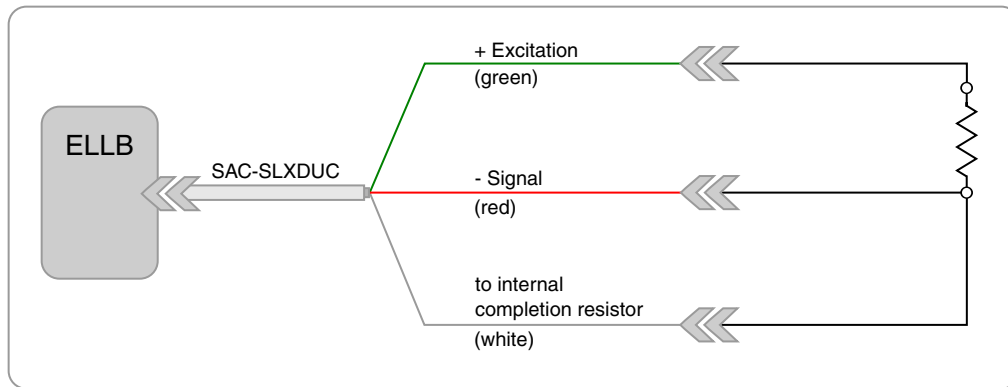 ELLB
SAC-SLXDUC
+ Excitation
(green)
- Signal
(red)
to internal
completion resistor
(white)